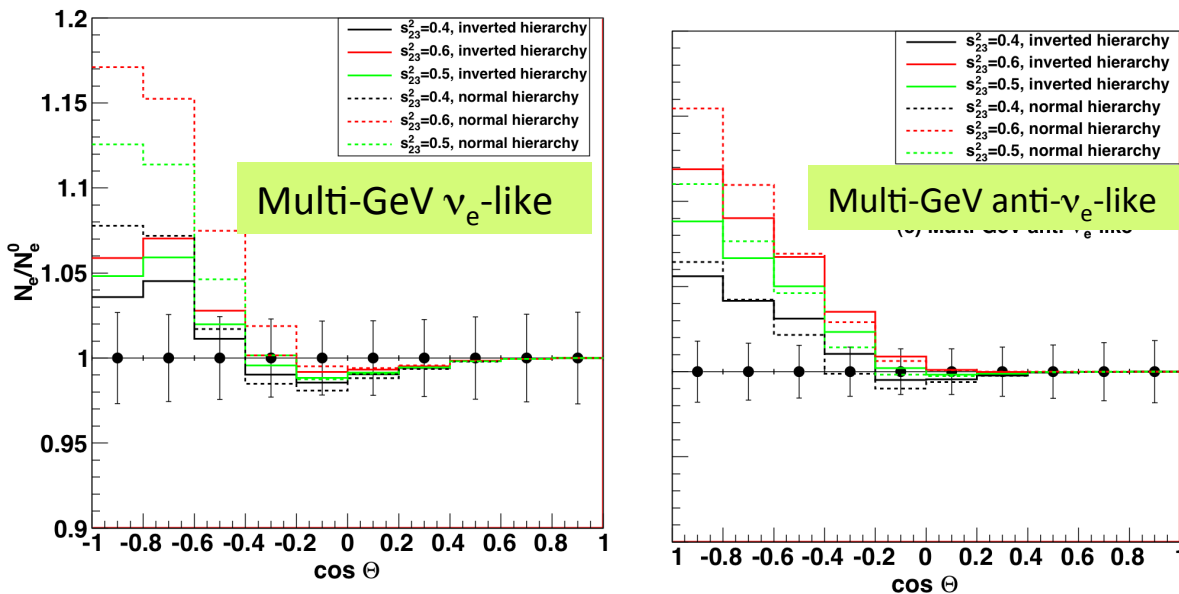 1.2
1.15
1.1
1.05
1
0.95
0.9
N_e/N_e^0
s²₂₃=0.4, inverted hierarchy
s²₂₃=0.6, inverted hierarchy
s²₂₃=0.5, inverted hierarchy
s²₂₃=0.4, normal hierarchy
s²₂₃=0.6, normal hierarchy
s²₂₃=0.5, normal hierarchy
Multi-GeV νₑ-like
-1 -0.8 -0.6 -0.4 -0.2 0 0.2 0.4 0.6 0.8 1
cos Θ
s²₂₃=0.4, inverted hierarchy
s²₂₃=0.6, inverted hierarchy
s²₂₃=0.5, inverted hierarchy
s²₂₃=0.4, normal hierarchy
s²₂₃=0.6, normal hierarchy
s²₂₃=0.5, normal hierarchy
Multi-GeV anti-νₑ-like
1 -0.8 -0.6 -0.4 -0.2 0 0.2 0.4 0.6 0.8 1
cos Θ